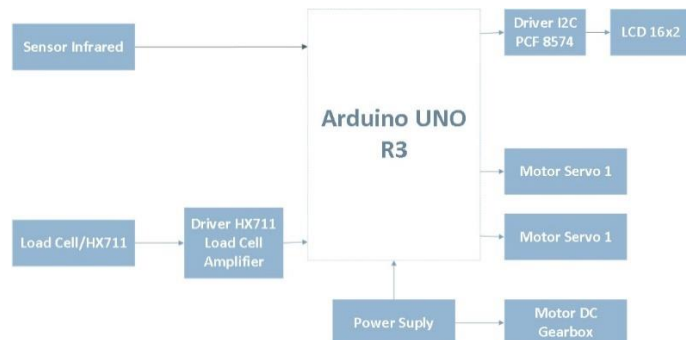 Sensor Infrared
Arduino UNO
R3
Driver I2C
PCF 8574
LCD 16x2
Motor Servo 1
Load Cell/HX711
Driver HX711
Load Cell
Amplifier
Motor Servo 1
Power Suply
Motor DC
Gearbox